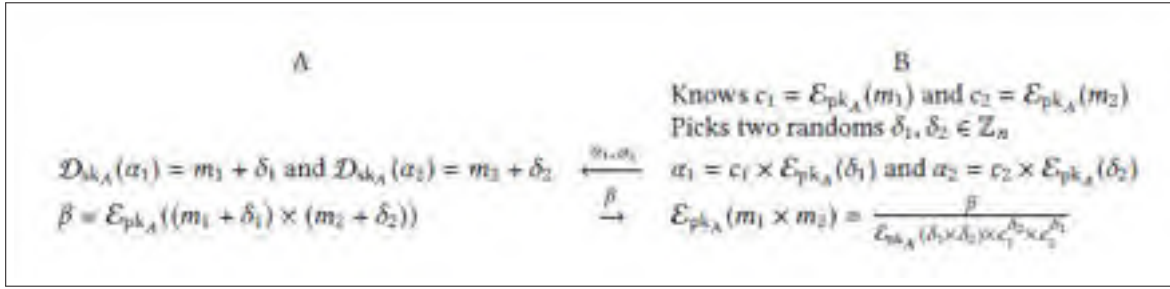 A B
Knows c₁ = ℰ_{pk_A}(m₁) and c₂ = ℰ_{pk_A}(m₂)
Picks two randoms δ₁, δ₂ ∈ ℤₙ
𝒟_{sk_A}(α₁) = m₁ + δ₁ and 𝒟_{sk_A}(α₂) = m₂ + δ₂ ←^{α₁,α₂} α₁ = c₁ × ℰ_{pk_A}(δ₁) and α₂ = c₂ × ℰ_{pk_A}(δ₂)
β = ℰ_{pk_A}((m₁ + δ₁) × (m₂ + δ₂)) →^{β} ℰ_{pk_A}(m₁ × m₂) = β / (ℰ_{pk_A}(δ₁×δ₂)×c₁^{δ₂}×c₂^{δ₁})